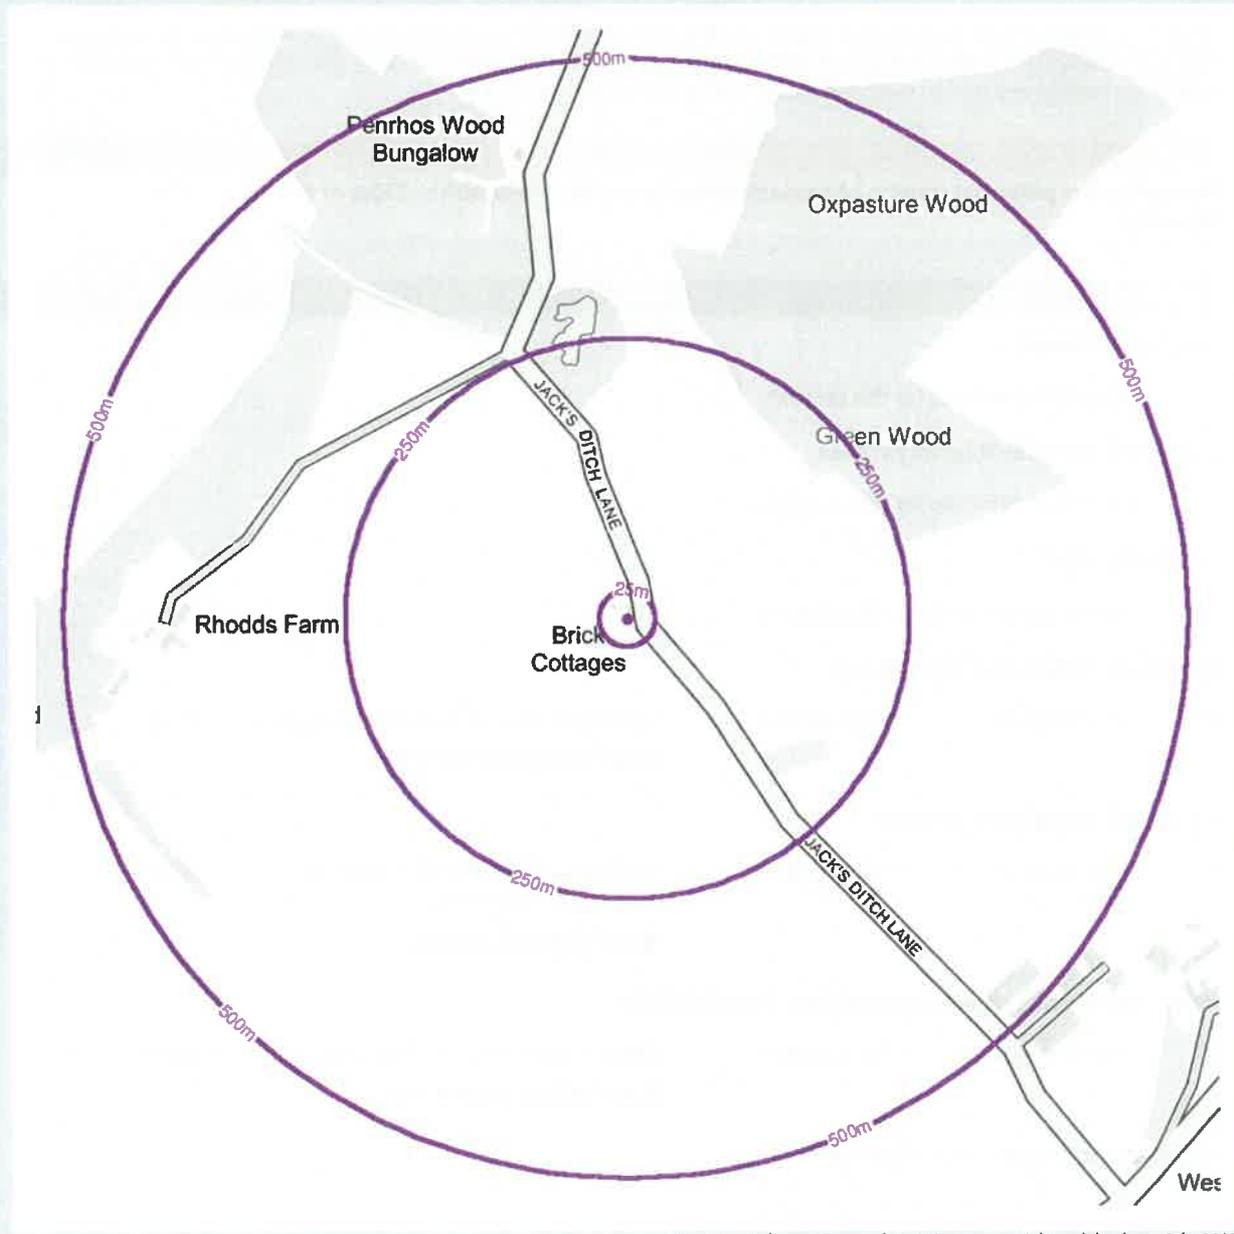 500m
Penrhos Wood
Bungalow
Oxpasture Wood
500m
500m
JACK'S DITCH LANE
250m
Green Wood
250m
25m
Rhodds Farm
Brick
Cottages
250m
JACK'S DITCH LANE
500m
500m
Wes